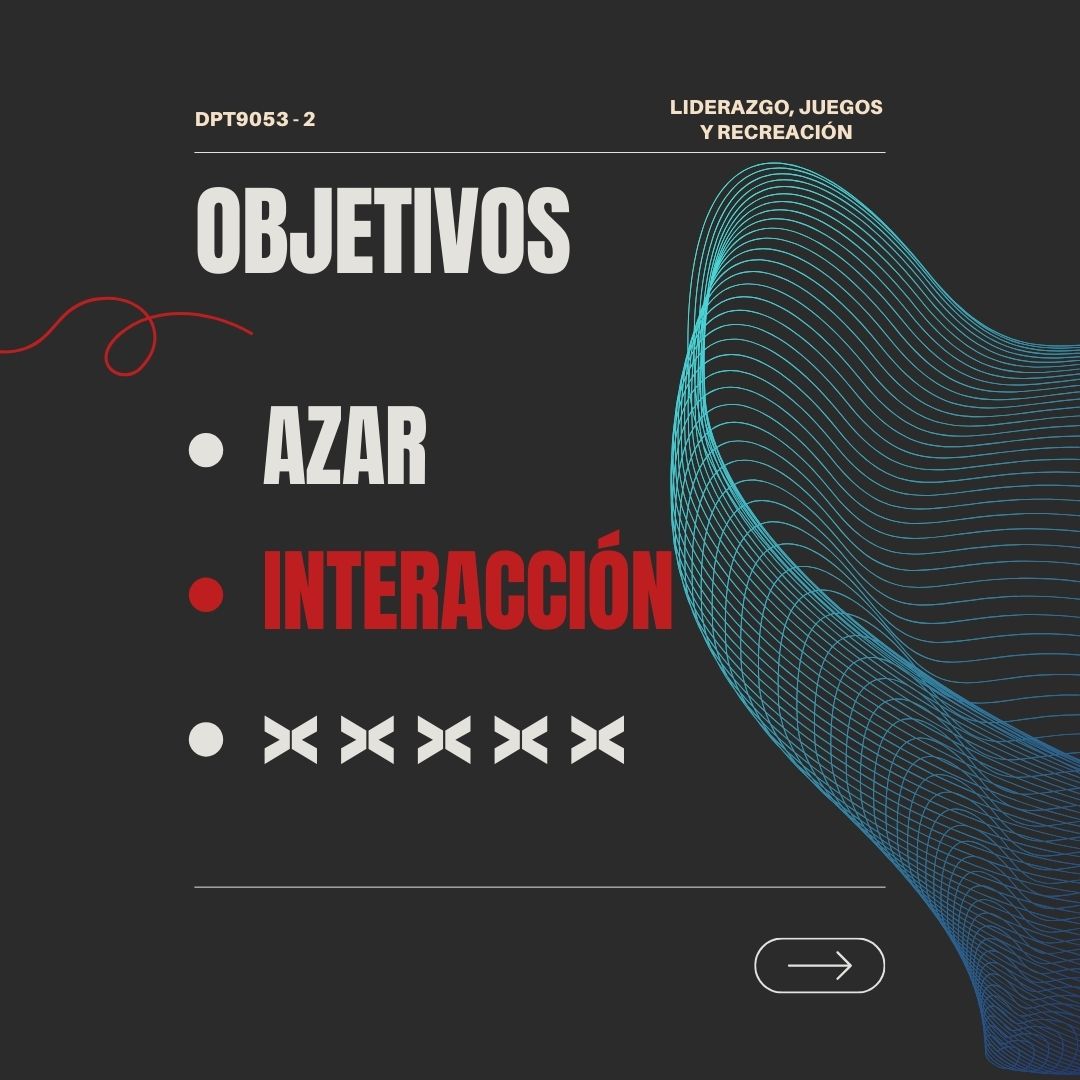 DPT9053 - 2
LIDERAZGO, JUEGOS
Y RECREACIÓN
OBJETIVOS
AZAR
INTERACCIÓN